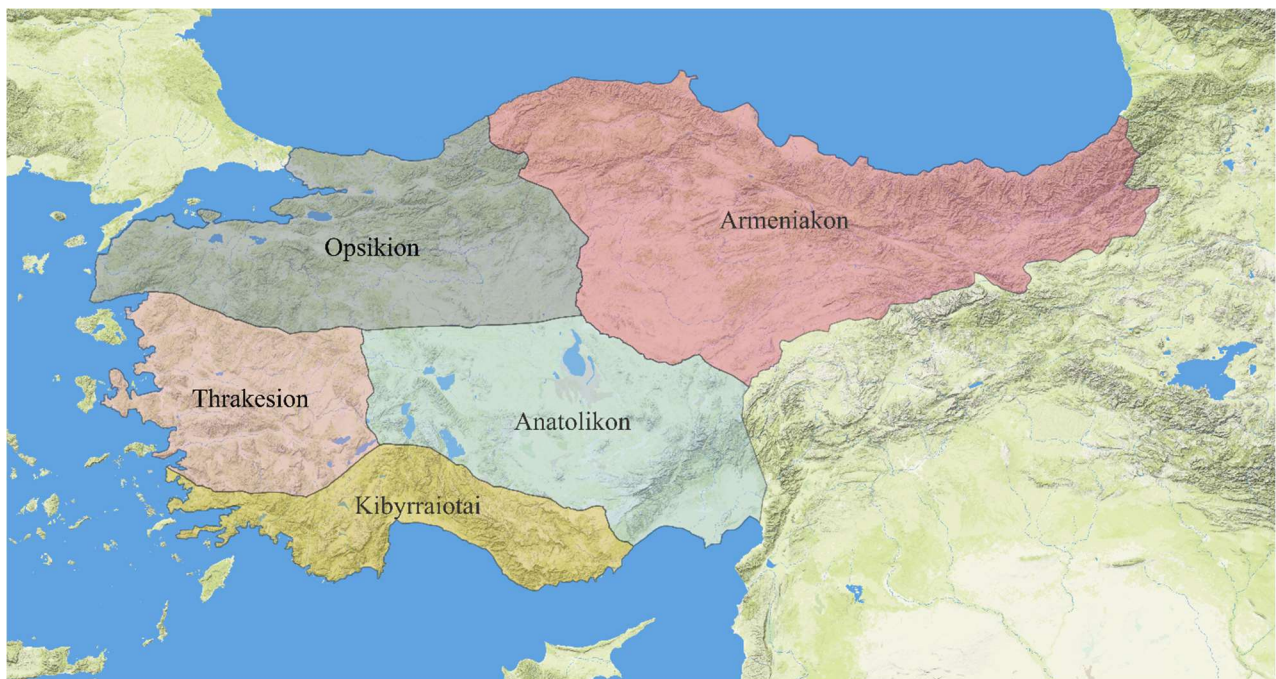 Armeniakon
Opsikion
Thrakesion
Anatolikon
Kibyrraiotai